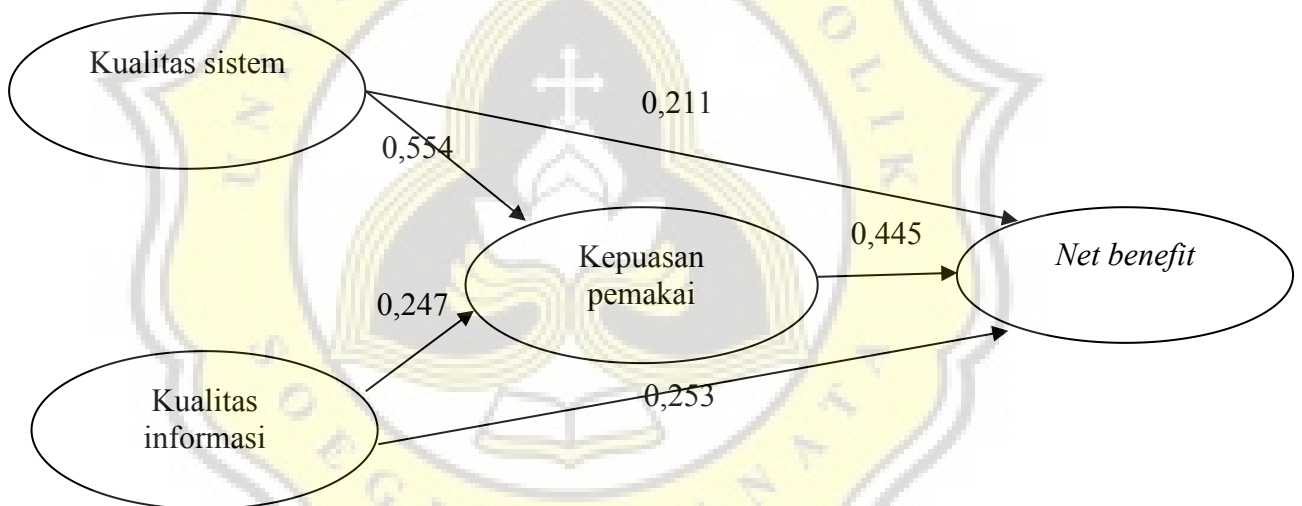 Kualitas sistem
0,211
0,554
Kepuasan
pemakai
0,445
Net benefit
0,247
Kualitas
informasi
0,253